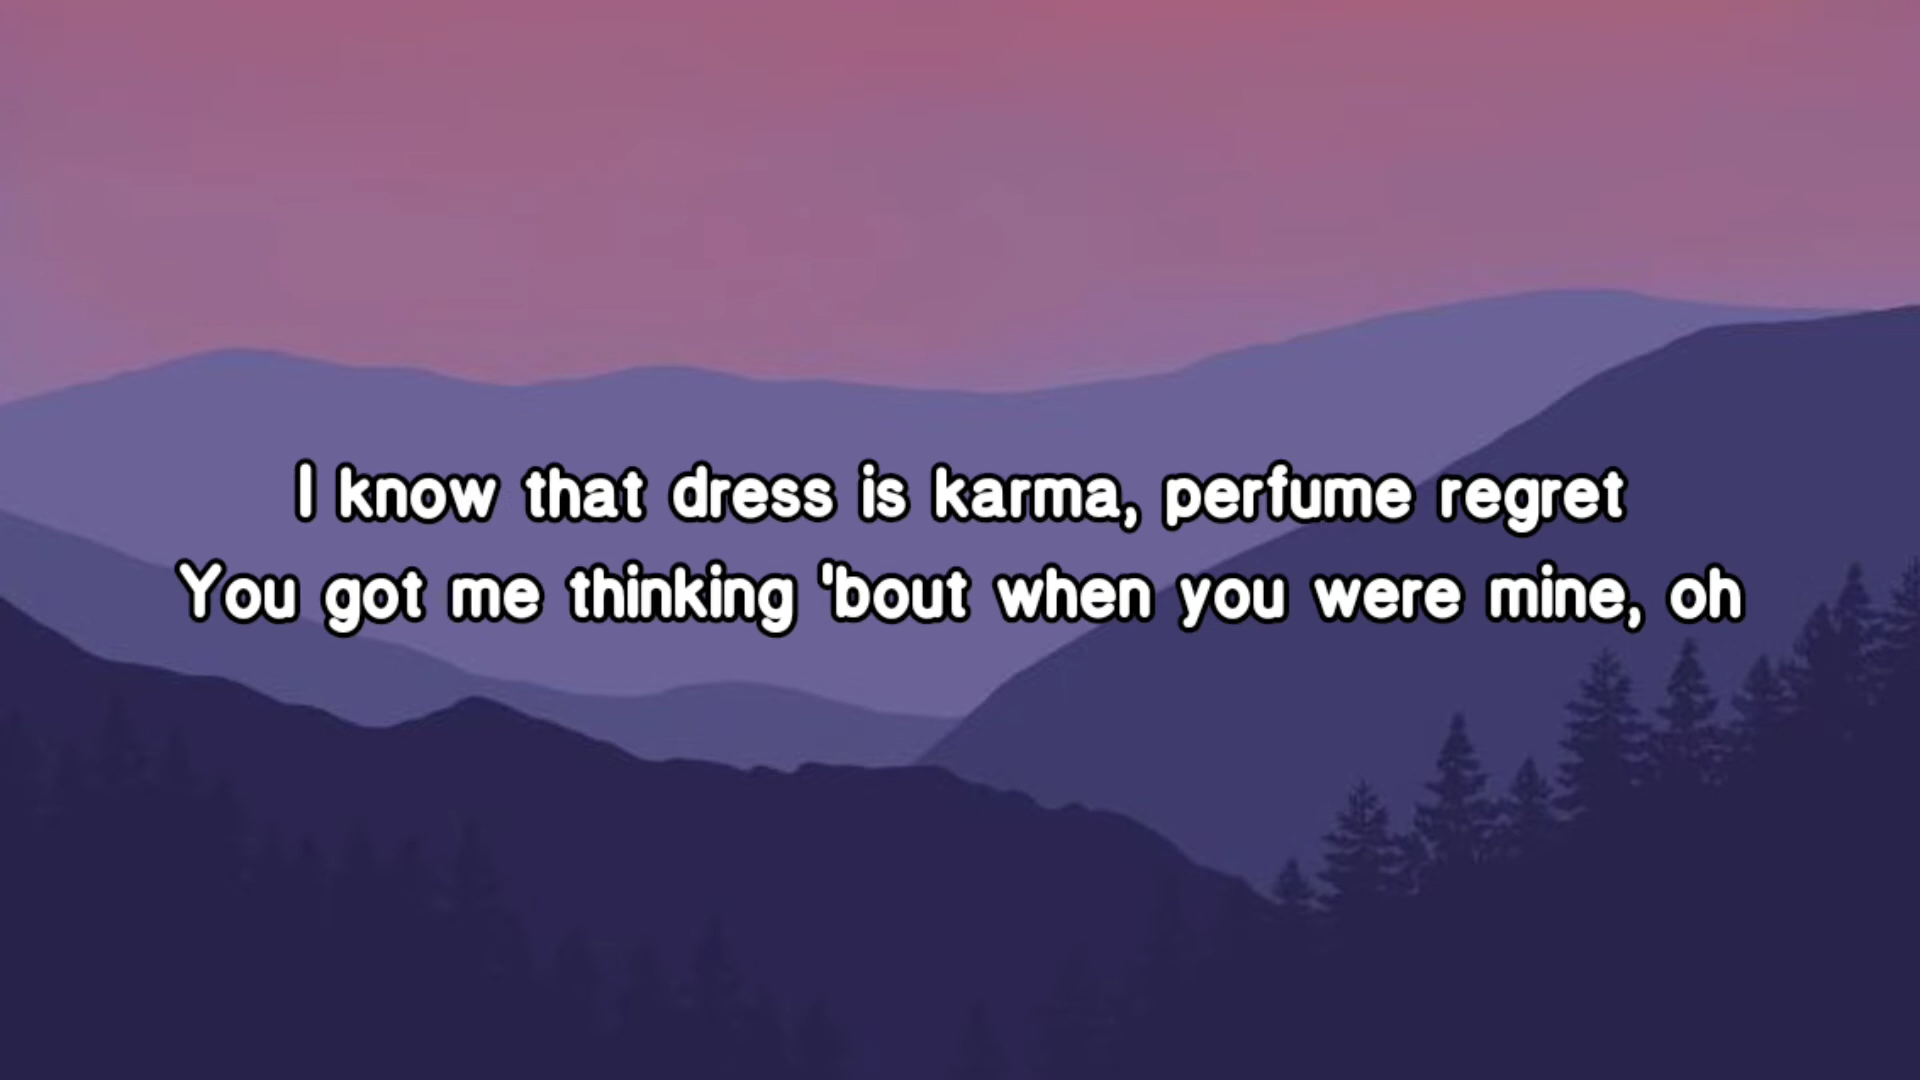 I know that dress is karma, perfume regret
You got me thinking 'bout when you were mine, oh